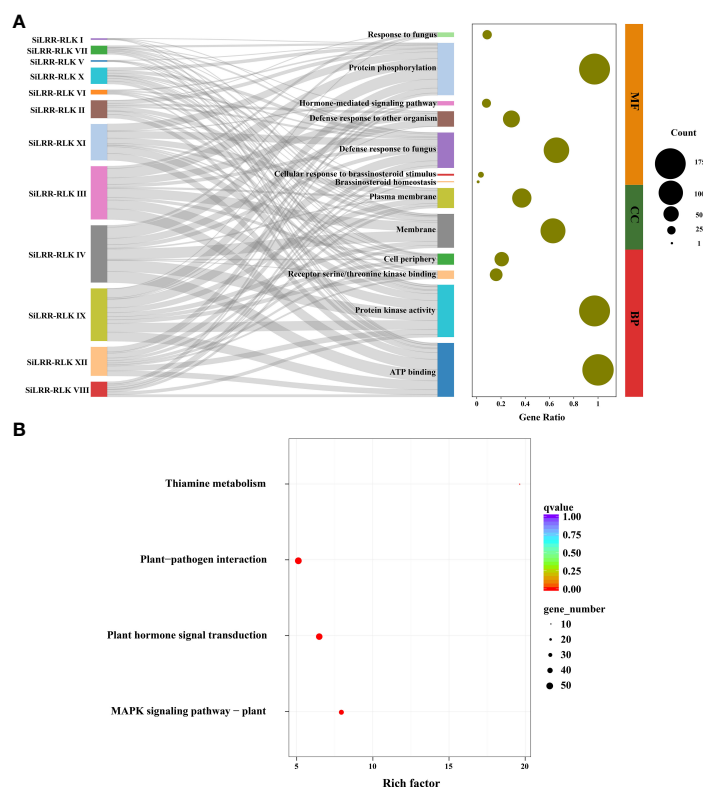 A
SiLRR-RLK I
SiLRR-RLK VII
SiLRR-RLK V
SiLRR-RLK X
SiLRR-RLK VI
SiLRR-RLK II
SiLRR-RLK XI
SiLRR-RLK III
SiLRR-RLK IV
SiLRR-RLK IX
SiLRR-RLK XII
SiLRR-RLK VIII
Response to fungus
Protein phosphorylation
Hormone-mediated signaling pathway
Defense response to other organism
Defense response to fungus
Cellular response to brassinosteroid stimulus
Brassinosteroid homeostasis
Plasma membrane
Membrane
Cell periphery
Receptor serine/threonine kinase binding
Protein kinase activity
ATP binding
0 0.2 0.4 0.6 0.8 1
Gene Ratio
MF
CC
BP
Count
175
100
50
25
1
B
Thiamine metabolism
Plant−pathogen interaction
Plant hormone signal transduction
MAPK signaling pathway − plant
5 10 15 20
Rich factor
qvalue
1.00
0.75
0.50
0.25
0.00
gene_number
10
20
30
40
50